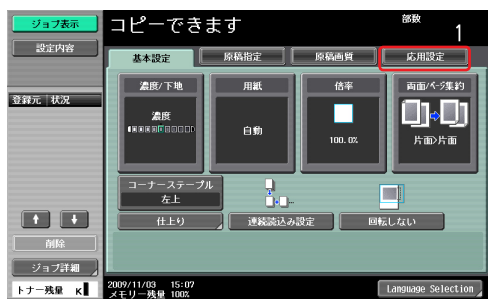 ジョブ表示
設定内容
登録元 状況
削除
ジョブ詳細
トナー残量 K
コピーできます
部数
1
基本設定
原稿指定
原稿画質
応用設定
濃度/下地
濃度
用紙
自動
倍率
100.0%
両面/ページ集約
片面>片面
コーナーステープル
左上
仕上り
連続読込み設定
回転しない
2009/11/03 15:07
メモリー残量 100%
Language Selection